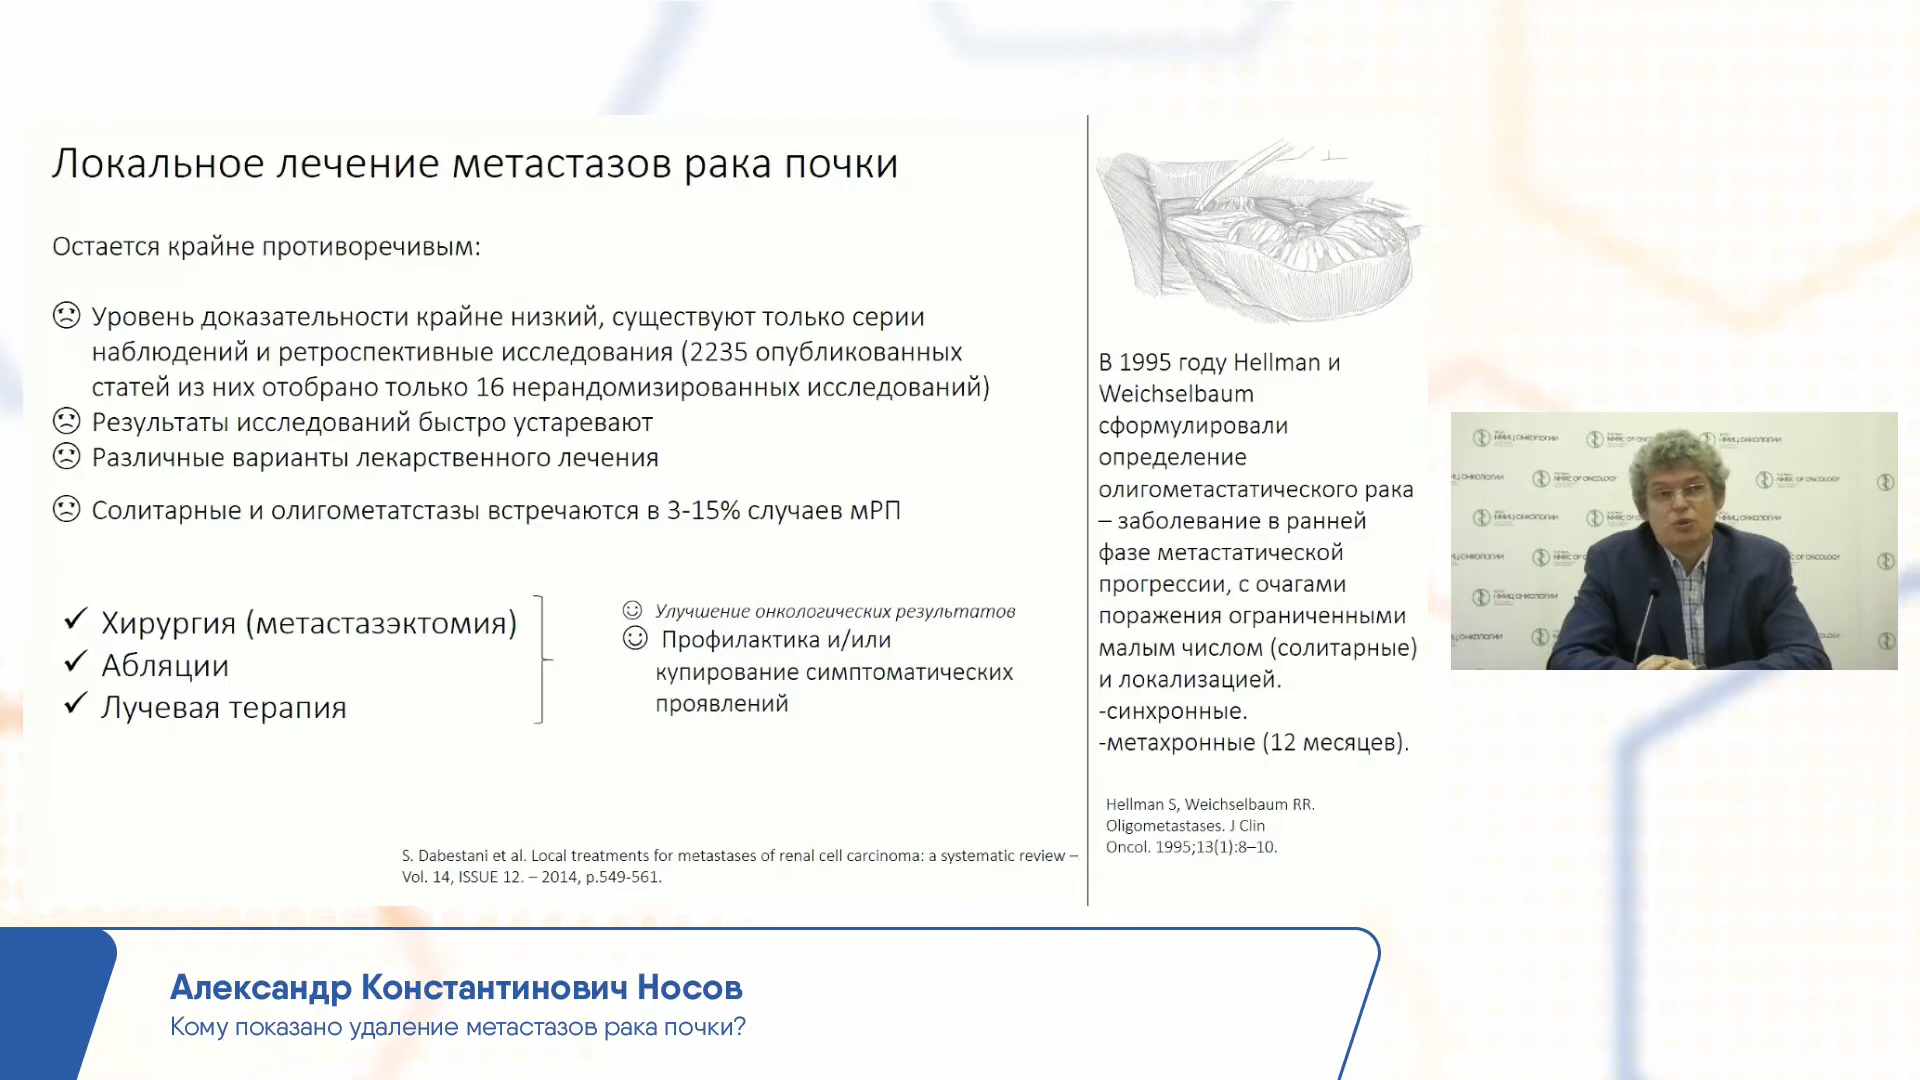 Локальное лечение метастазов рака почки
Остается крайне противоречивым:
Уровень доказательности крайне низкий, существуют только серии
наблюдений и ретроспективные исследования (2235 опубликованных
статей из них отобрано только 16 нерандомизированных исследований)
Результаты исследований быстро устаревают
Различные варианты лекарственного лечения
Солитарные и олигометатстазы встречаются в 3-15% случаев мРП
✓ Хирургия (метастазэктомия)
✓ Абляции
✓ Лучевая терапия
Улучшение онкологических результатов
Профилактика и/или
купирование симптоматических
проявлений
S. Dabestani et al. Local treatments for metastases of renal cell carcinoma: a systematic review –
Vol. 14, ISSUE 12. – 2014, p.549-561.
В 1995 году Hellman и
Weichselbaum
сформулировали
определение
олигометастатического рака
– заболевание в ранней
фазе метастатической
прогрессии, с очагами
поражения ограниченными
малым числом (солитарные)
и локализацией.
-синхронные.
-метахронные (12 месяцев).
Hellman S, Weichselbaum RR.
Oligometastases. J Clin
Oncol. 1995;13(1):8–10.
НМИЦ ОНКОЛОГИИ
NMRC OF ONCOLOGY
Александр Константинович Носов
Кому показано удаление метастазов рака почки?